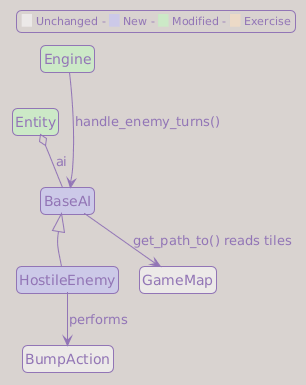 Unchanged - New - Modified - Exercise
Engine
handle_enemy_turns()
Entity
ai
BaseAI
get_path_to() reads tiles
HostileEnemy
GameMap
performs
BumpAction